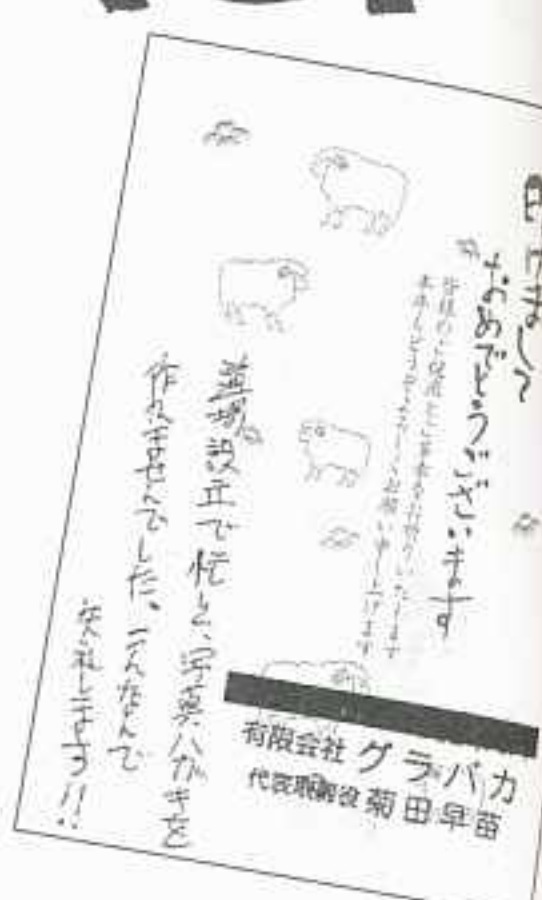 明けまして
おめでとうございます
皆様のご健康とご多幸をお祈りいたします
本年もどうぞよろしくお願い申し上げます
道場設立で忙しく、写真ハガキを
作れませんでした。こんなんで
失礼します!!
有限会社 グラバカ
代表取締役 菊田早苗